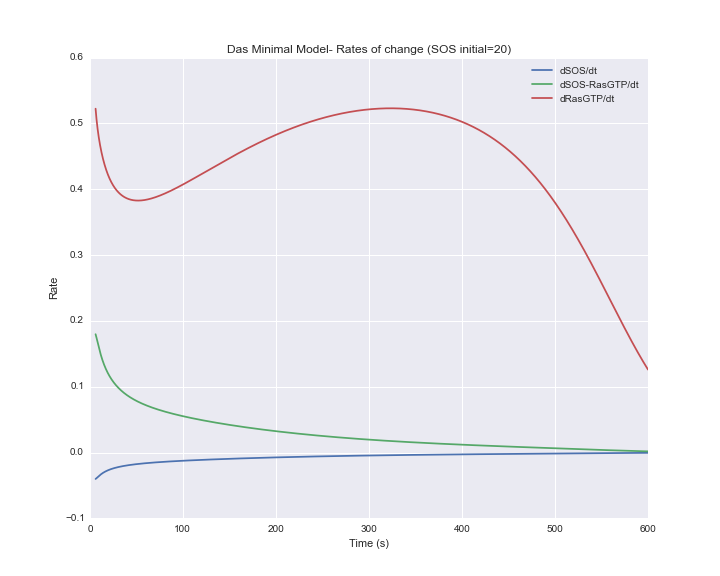 Das Minimal Model- Rates of change (SOS initial=20)
0.6
0.5
0.4
0.3
0.2
0.1
0.0
−0.1
Rate
dSOS/dt
dSOS-RasGTP/dt
dRasGTP/dt
0 100 200 300 400 500 600
Time (s)